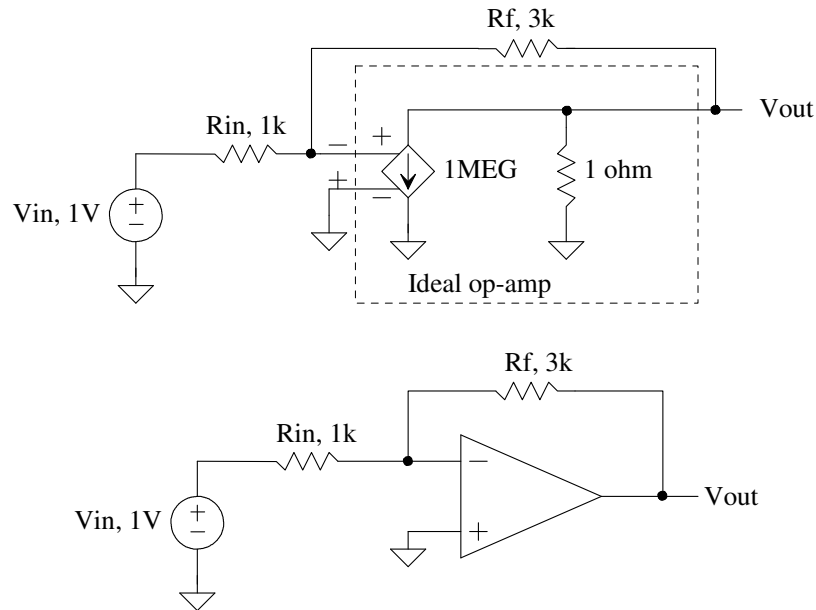 Rf, 3k
Vout
Rin, 1k
− +
1MEG
1 ohm
+ −
Vin, 1V
+
−
Ideal op-amp
Rf, 3k
Rin, 1k
−
Vout
Vin, 1V
+
−
+